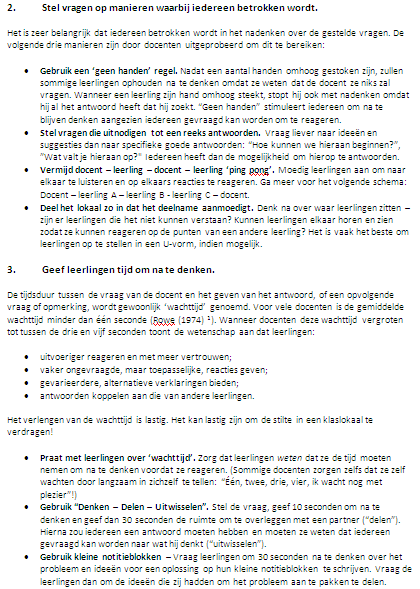 2. Stel vragen op manieren waarbij iedereen betrokken wordt.
Het is zeer belangrijk dat iedereen betrokken wordt in het nadenken over de gestelde vragen. De
volgende drie manieren zijn door docenten uitgeprobeerd om dit te bereiken:
• Gebruik een ‘geen handen’ regel. Nadat een aantal handen omhoog gestoken zijn, zullen
sommige leerlingen ophouden na te denken omdat ze weten dat de docent ze niks zal
vragen. Wanneer een leerling zijn hand omhoog steekt, stopt hij ook met nadenken omdat
hij al het antwoord heeft dat hij zoekt. “Geen handen” stimuleert iedereen om na te
blijven denken aangezien iedereen gevraagd kan worden om te reageren.
• Stel vragen die uitnodigen tot een reeks antwoorden. Vraag liever naar ideeën en
suggesties dan naar specifieke goede antwoorden: “Hoe kunnen we hieraan beginnen?”,
"Wat valt je hieraan op?" Iedereen heeft dan de mogelijkheid om hierop te antwoorden.
• Vermijd docent – leerling – docent – leerling ‘ping pong’. Moedig leerlingen aan om naar
elkaar te luisteren en op elkaars reacties te reageren. Ga meer voor het volgende schema:
Docent – leerling A – leerling B - leerling C – docent.
• Deel het lokaal zo in dat het deelname aanmoedigt. Denk na over waar leerlingen zitten –
zijn er leerlingen die het niet kunnen verstaan? Kunnen leerlingen elkaar horen en zien
zodat ze kunnen reageren op de punten van een andere leerling? Het is vaak het beste om
leerlingen op te stellen in een U-vorm, indien mogelijk.
3. Geef leerlingen tijd om na te denken.
De tijdsduur tussen de vraag van de docent en het geven van het antwoord, of een opvolgende
vraag of opmerking, wordt gewoonlijk ‘wachttijd’ genoemd. Voor vele docenten is de gemiddelde
wachttijd minder dan één seconde (Rowe (1974) ¹). Wanneer docenten deze wachttijd vergroten
tot tussen de drie en vijf seconden toont de wetenschap aan dat leerlingen:
• uitvoeriger reageren en met meer vertrouwen;
• vaker ongevraagde, maar toepasselijke, reacties geven;
• gevarieerdere, alternatieve verklaringen bieden;
• antwoorden koppelen aan die van andere leerlingen.
Het verlengen van de wachttijd is lastig. Het kan lastig zijn om de stilte in een klaslokaal te
verdragen!
• Praat met leerlingen over ‘wachttijd’. Zorg dat leerlingen weten dat ze de tijd moeten
nemen om na te denken voordat ze reageren. (Sommige docenten zorgen zelfs dat ze zelf
wachten door langzaam in zichzelf te tellen: “Één, twee, drie, vier, ik wacht nog met
plezier”!)
• Gebruik “Denken – Delen – Uitwisselen”. Stel de vraag, geef 10 seconden om na te
denken en geef dan 30 seconden de ruimte om te overleggen met een partner (“delen”).
Hierna zou iedereen een antwoord moeten hebben en moeten ze weten dat iedereen
gevraagd kan worden naar wat hij denkt (“uitwisselen”).
• Gebruik kleine notitieblokken – Vraag leerlingen om 30 seconden na te denken over het
probleem en ideeën voor een oplossing op hun kleine notitieblokken te schrijven. Vraag de
leerlingen dan om de ideeën die zij hadden om het probleem aan te pakken te delen.